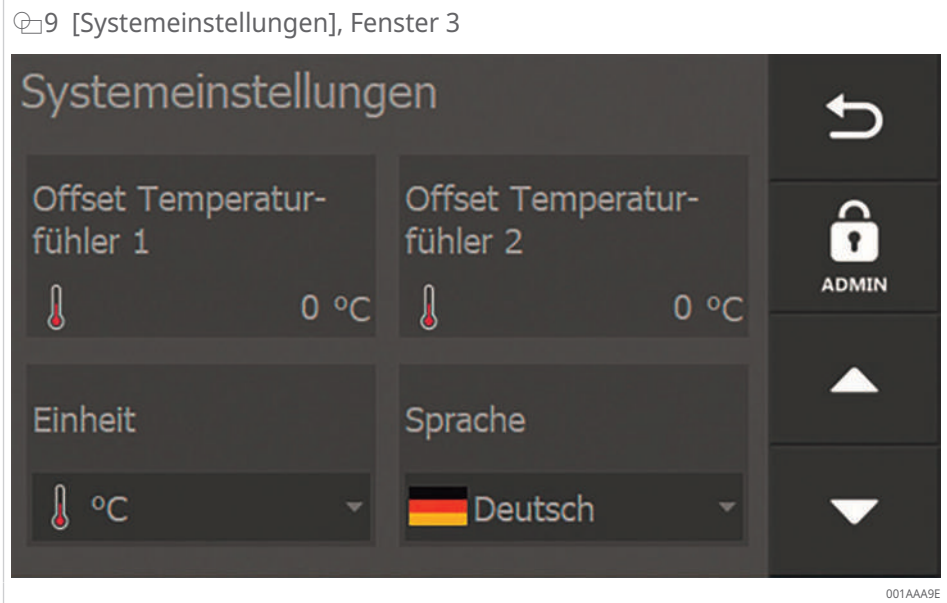 9 [Systemeinstellungen], Fenster 3
Systemeinstellungen
Offset Temperatur-
fühler 1
0 °C
Offset Temperatur-
fühler 2
0 °C
ADMIN
Einheit
°C
Sprache
Deutsch
001AAA9E